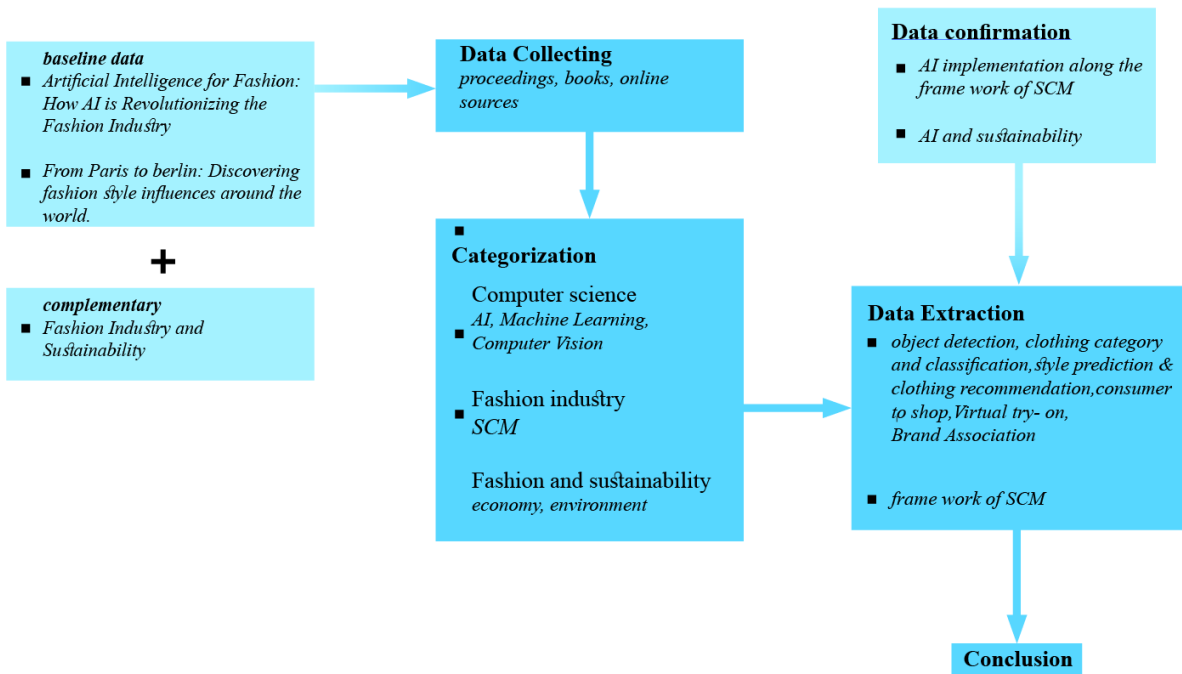 baseline data
Artificial Intelligence for Fashion:
How AI is Revolutionizing the
Fashion Industry
From Paris to berlin: Discovering
fashion style influences around the
world.
+
complementary
Fashion Industry and
Sustainability
Data Collecting
proceedings, books, online
sources
Categorization
Computer science
AI, Machine Learning,
Computer Vision
Fashion industry
SCM
Fashion and sustainability
economy, environment
Data confirmation
AI implementation along the
frame work of SCM
AI and sustainability
Data Extraction
object detection, clothing category
and classification,style prediction &
clothing recommendation,consumer
to shop,Virtual try- on,
Brand Association
frame work of SCM
Conclusion